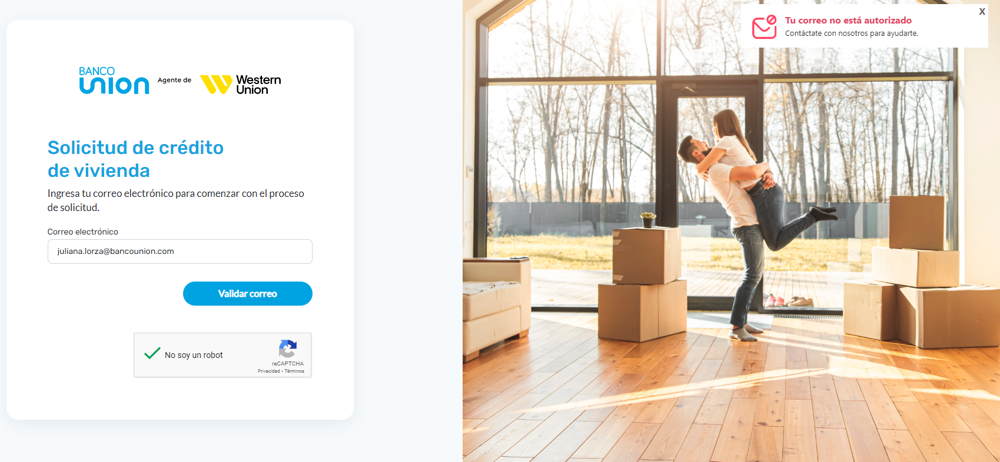 BANCO
union
Agente de
Western
Union
Solicitud de crédito
de vivienda
Ingresa tu correo electrónico para comenzar con el proceso
de solicitud.
Correo electrónico
juliana.lorza@bancounion.com
Validar correo
No soy un robot
reCAPTCHA
Privacidad - Términos
X
Tu correo no está autorizado
Contáctate con nosotros para ayudarte.